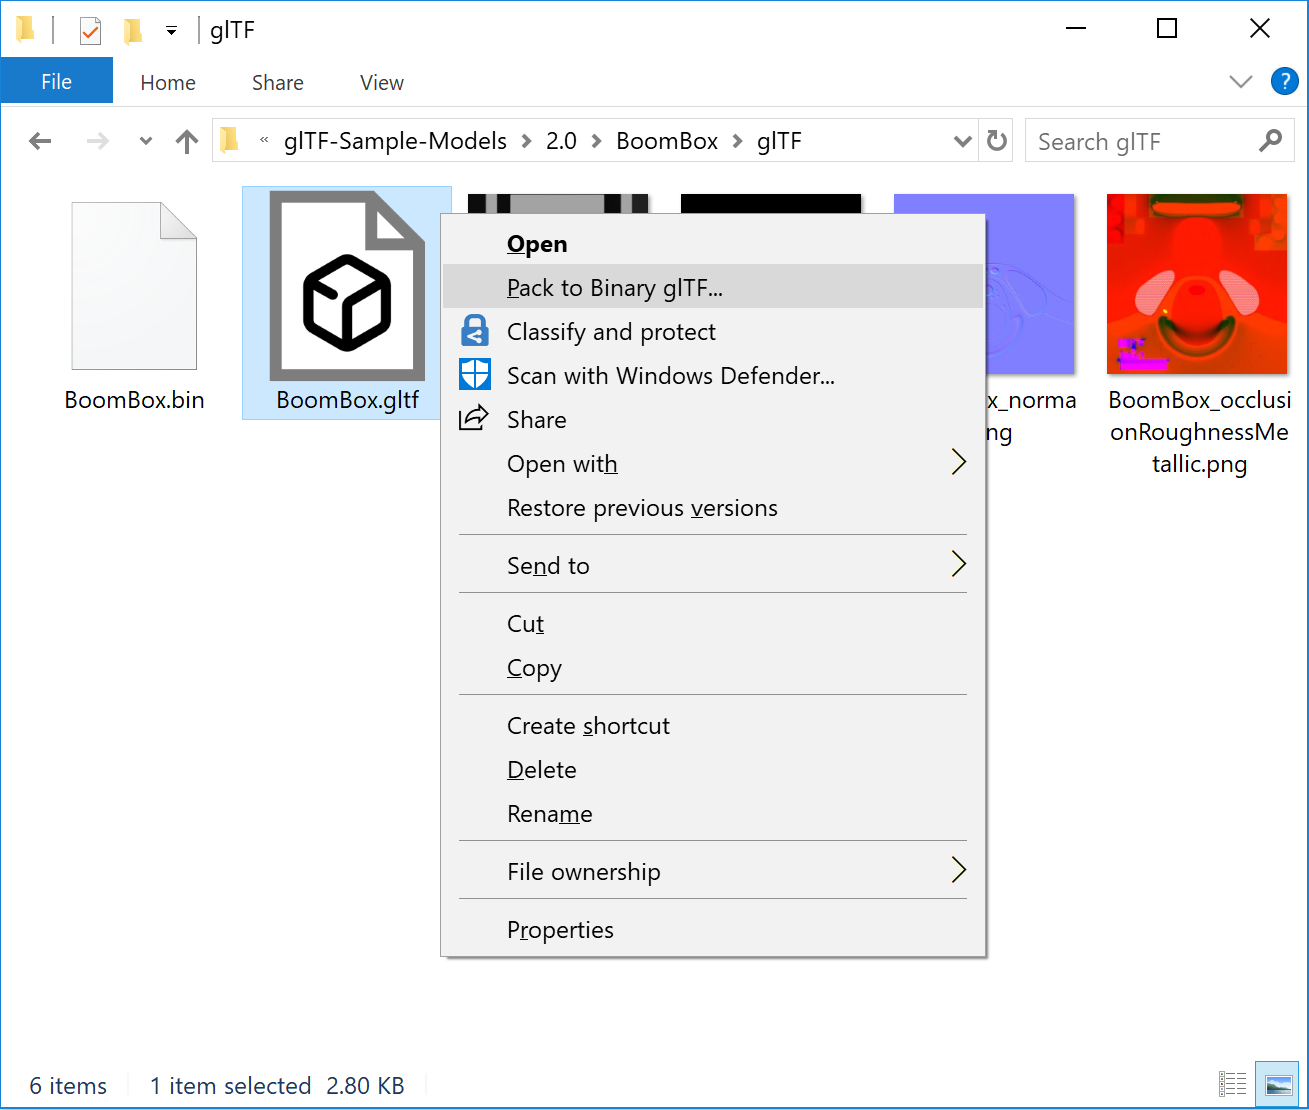 glTF
File
Home
Share
View
?
« glTF-Sample-Models > 2.0 > BoomBox > glTF
Search glTF
BoomBox.bin
BoomBox.gltf
x_norma
ng
BoomBox_occlusi
onRoughnessMe
tallic.png
Open
Pack to Binary glTF...
Classify and protect
Scan with Windows Defender...
Share
Open with
Restore previous versions
Send to
Cut
Copy
Create shortcut
Delete
Rename
File ownership
Properties
6 items
1 item selected 2.80 KB